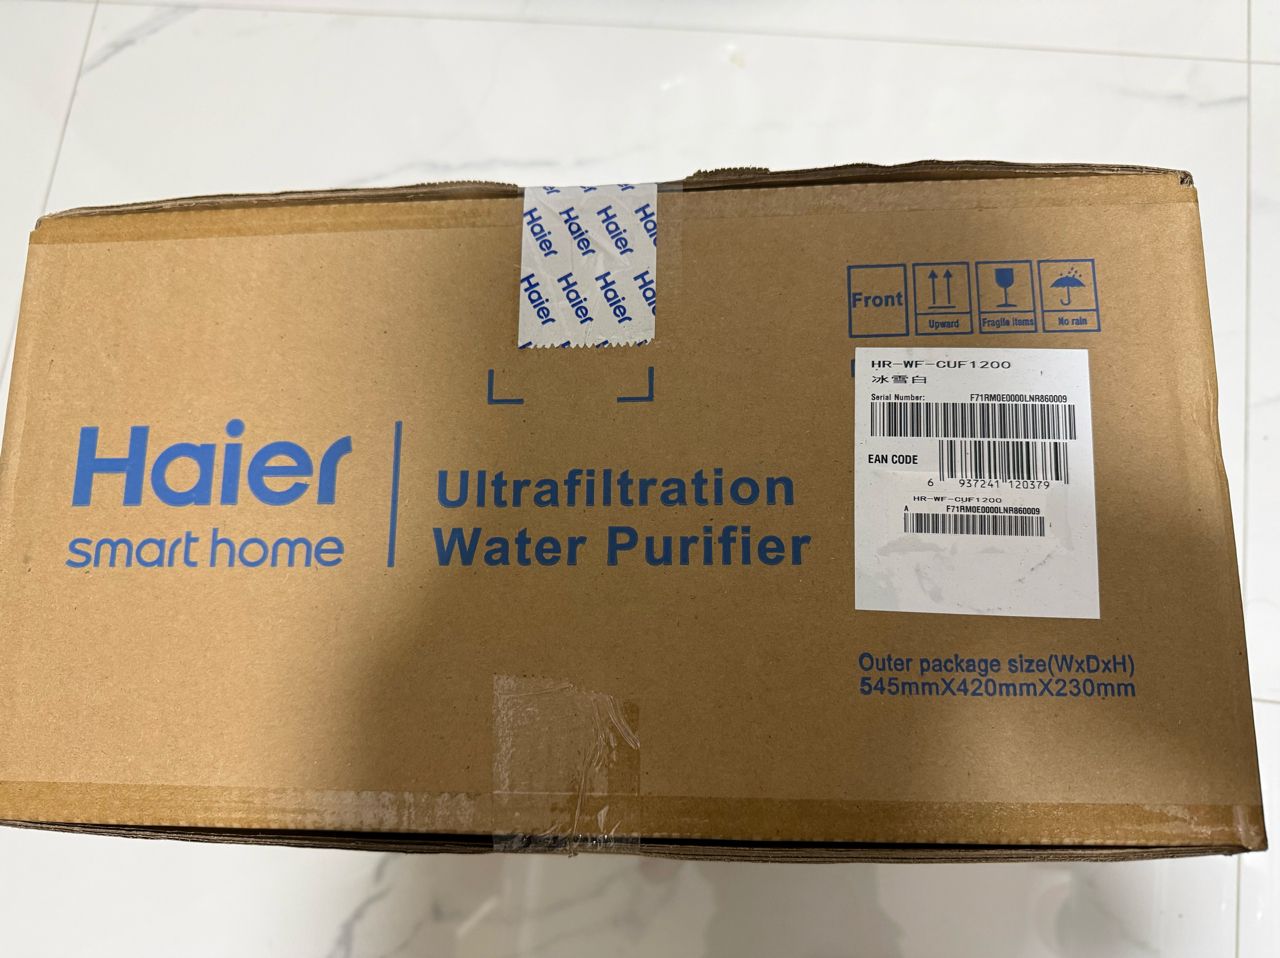 Haier Haier Haier Haier
Haier Haier Haier Haier
Front
Upward
Fragile items
No rain
HR-WF-CUF1200
冰雪白
Serial Number: F71RM0E0000LNR860009
EAN CODE
6 937241 120379
HR-WF-CUF1200
A F71RM0E0000LNR860009
Haier
smart home
Ultrafiltration
Water Purifier
Outer package size(WxDxH)
545mmX420mmX230mm